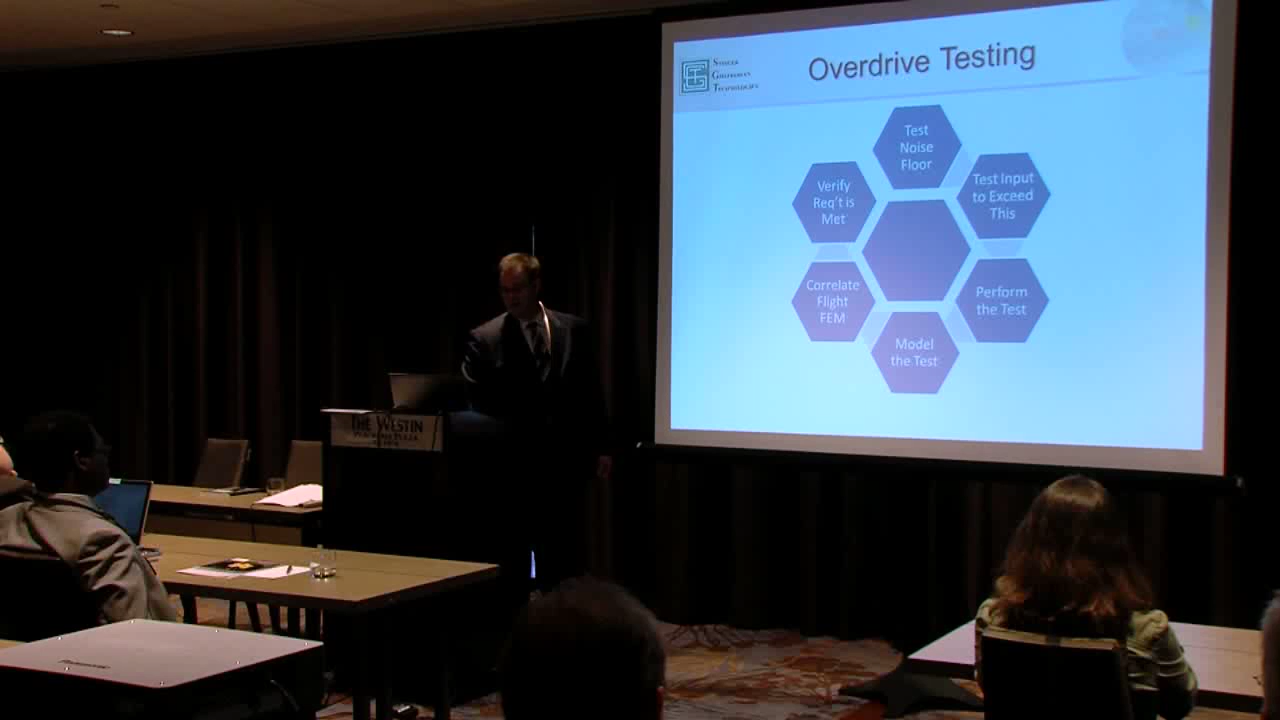 Overdrive Testing
Test
Noise
Floor
Test Input
to Exceed
This
Perform
the Test
Model
the Test
Correlate
Flight
FEM
Verify
Req't is
Met
THE WESTIN
Panasonic